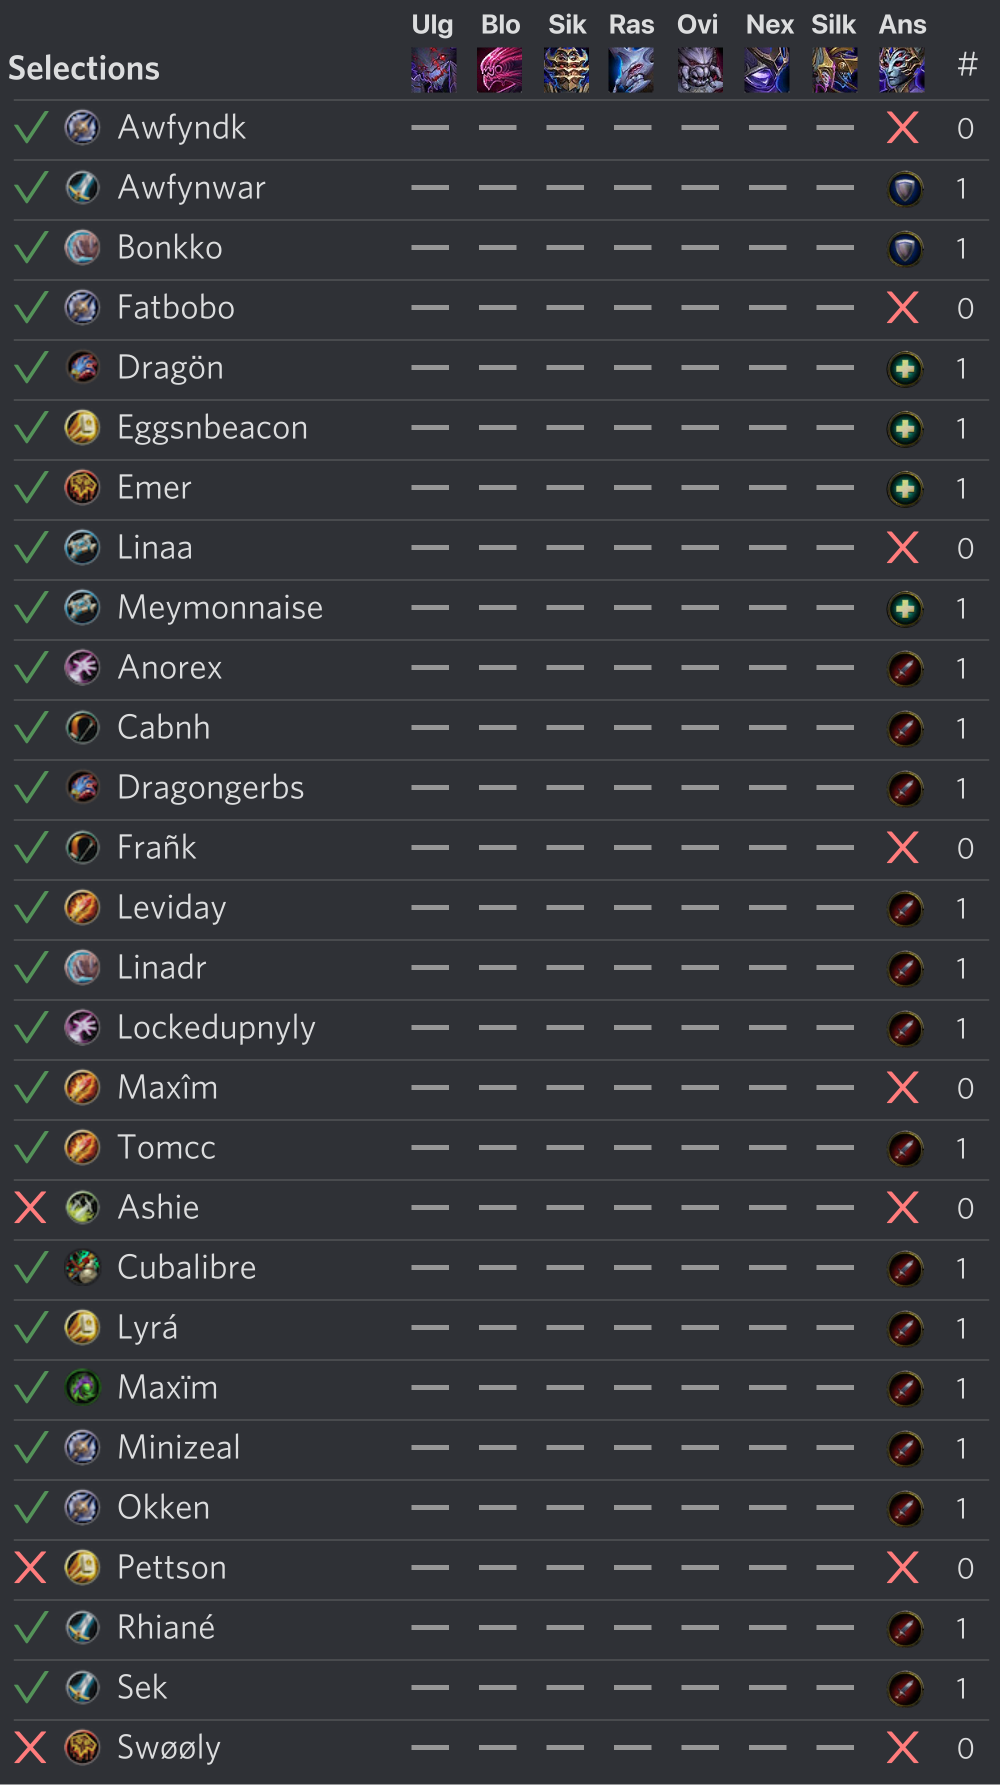 Selections Ulg Blo Sik Ras Ovi Nex Silk Ans #
Awfyndk — — — — — — — 0
Awfynwar — — — — — — — 1
Bonkko — — — — — — — 1
Fatbobo — — — — — — — 0
Dragön — — — — — — — 1
Eggsnbeacon — — — — — — — 1
Emer — — — — — — — 1
Linaa — — — — — — — 0
Meymonnaise — — — — — — — 1
Anorex — — — — — — — 1
Cabnh — — — — — — — 1
Dragongerbs — — — — — — — 1
Frañk — — — — — — — 0
Leviday — — — — — — — 1
Linadr — — — — — — — 1
Lockedupnyly — — — — — — — 1
Maxîm — — — — — — — 0
Tomcc — — — — — — — 1
Ashie — — — — — — — 0
Cubalibre — — — — — — — 1
Lyrá — — — — — — — 1
Maxïm — — — — — — — 1
Minizeal — — — — — — — 1
Okken — — — — — — — 1
Pettson — — — — — — — 0
Rhiané — — — — — — — 1
Sek — — — — — — — 1
Swøøly — — — — — — — 0